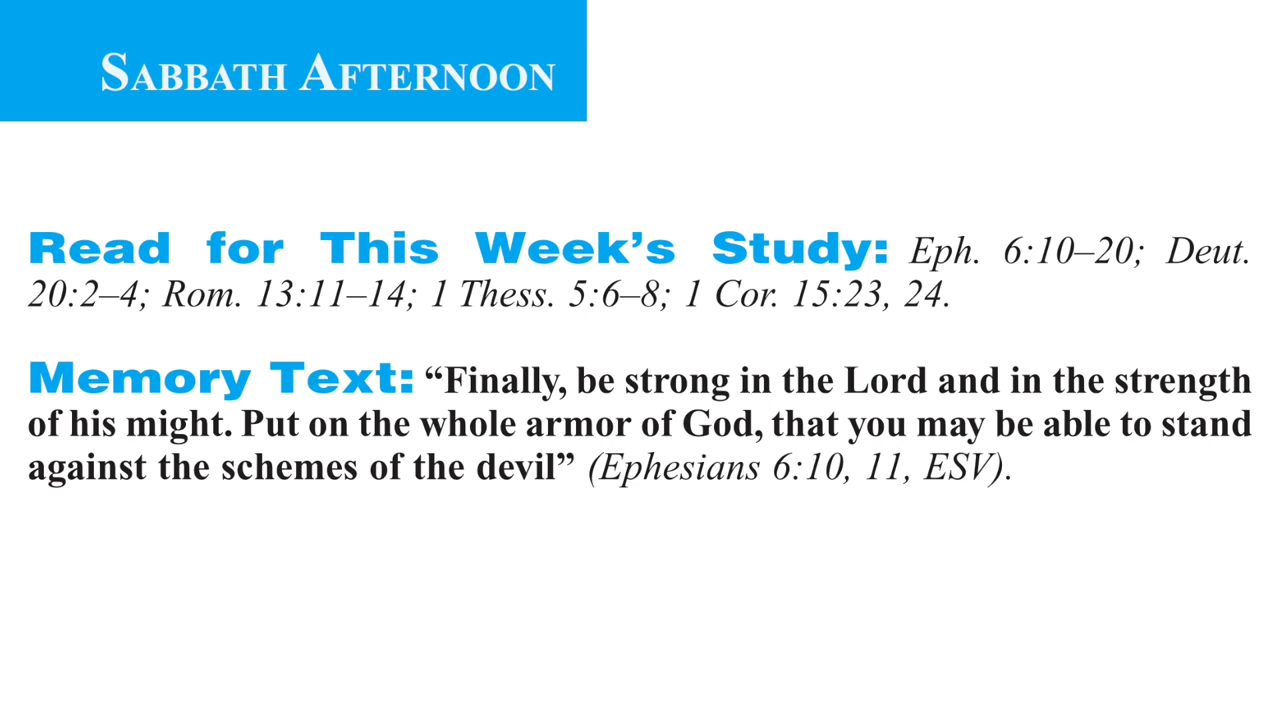 SABBATH AFTERNOON
Read for This Week’s Study: Eph. 6:10–20; Deut.
20:2–4; Rom. 13:11–14; 1 Thess. 5:6–8; 1 Cor. 15:23, 24.
Memory Text: “Finally, be strong in the Lord and in the strength
of his might. Put on the whole armor of God, that you may be able to stand
against the schemes of the devil” (Ephesians 6:10, 11, ESV).